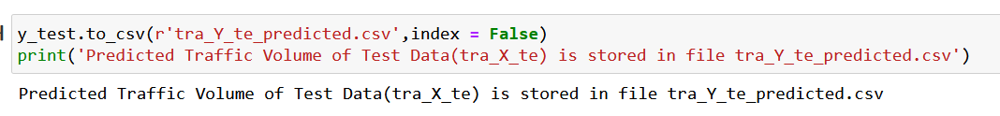 y_test.to_csv(r'tra_Y_te_predicted.csv',index = False)
print('Predicted Traffic Volume of Test Data(tra_X_te) is stored in file tra_Y_te_predicted.csv')
Predicted Traffic Volume of Test Data(tra_X_te) is stored in file tra_Y_te_predicted.csv